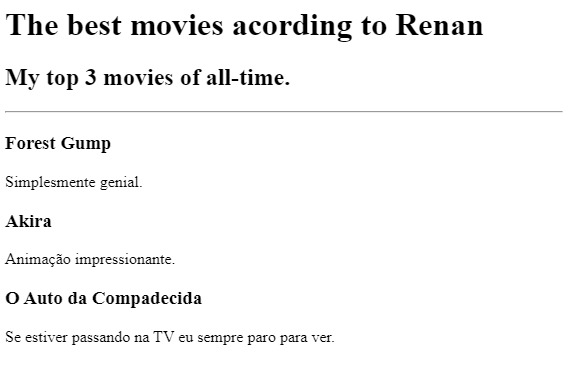 The best movies acording to Renan
My top 3 movies of all-time.
Forest Gump
Simplesmente genial.
Akira
Animação impressionante.
O Auto da Compadecida
Se estiver passando na TV eu sempre paro para ver.